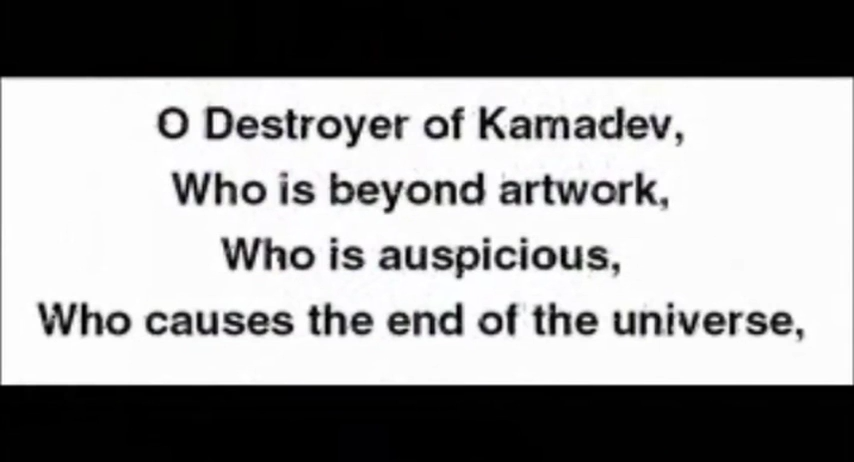 O Destroyer of Kamadev,
Who is beyond artwork,
Who is auspicious,
Who causes the end of the universe,